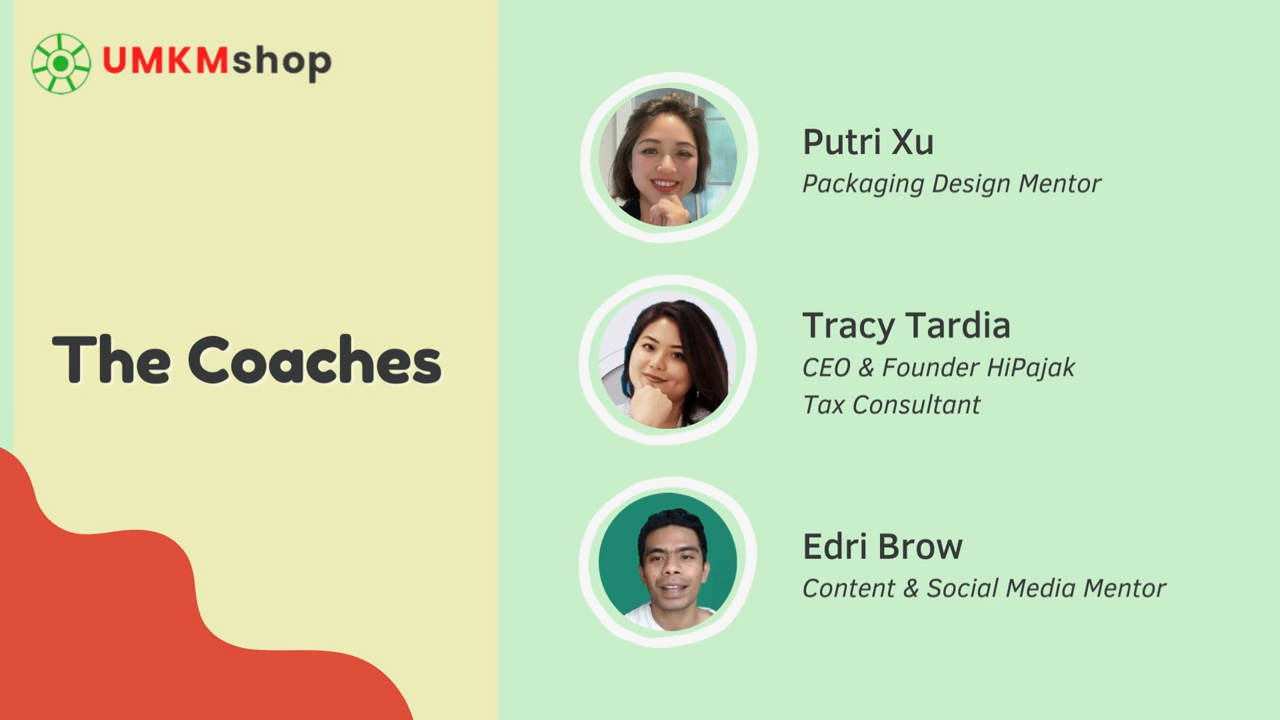 UMKMshop
The Coaches
Putri Xu
Packaging Design Mentor
Tracy Tardia
CEO & Founder HiPajak
Tax Consultant
Edri Brow
Content & Social Media Mentor